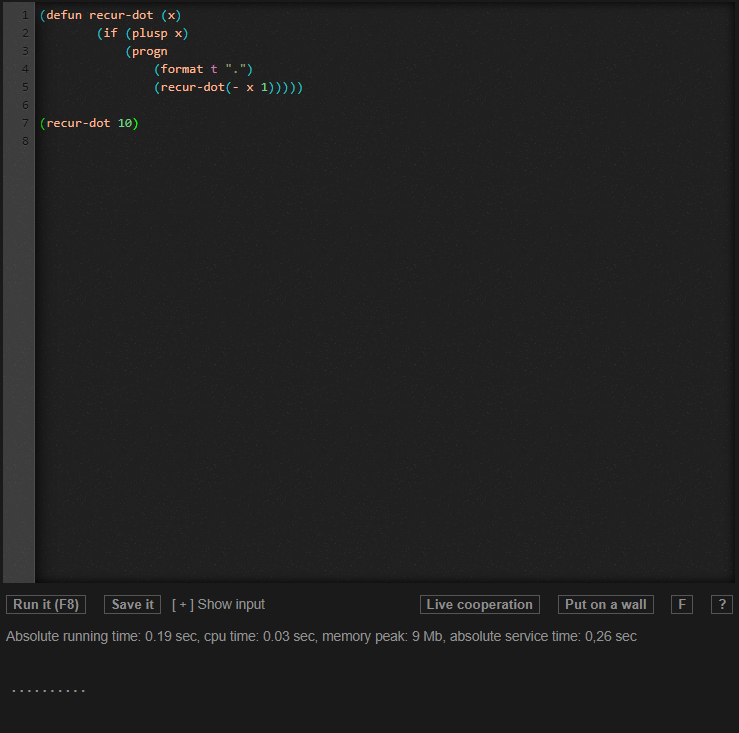 1 (defun recur-dot (x)
2 (if (plusp x)
3 (progn
4 (format t ".")
5 (recur-dot(- x 1)))))
6
7 (recur-dot 10)
8
Run it (F8) Save it [ + ] Show input Live cooperation Put on a wall F ?
Absolute running time: 0.19 sec, cpu time: 0.03 sec, memory peak: 9 Mb, absolute service time: 0,26 sec
..........